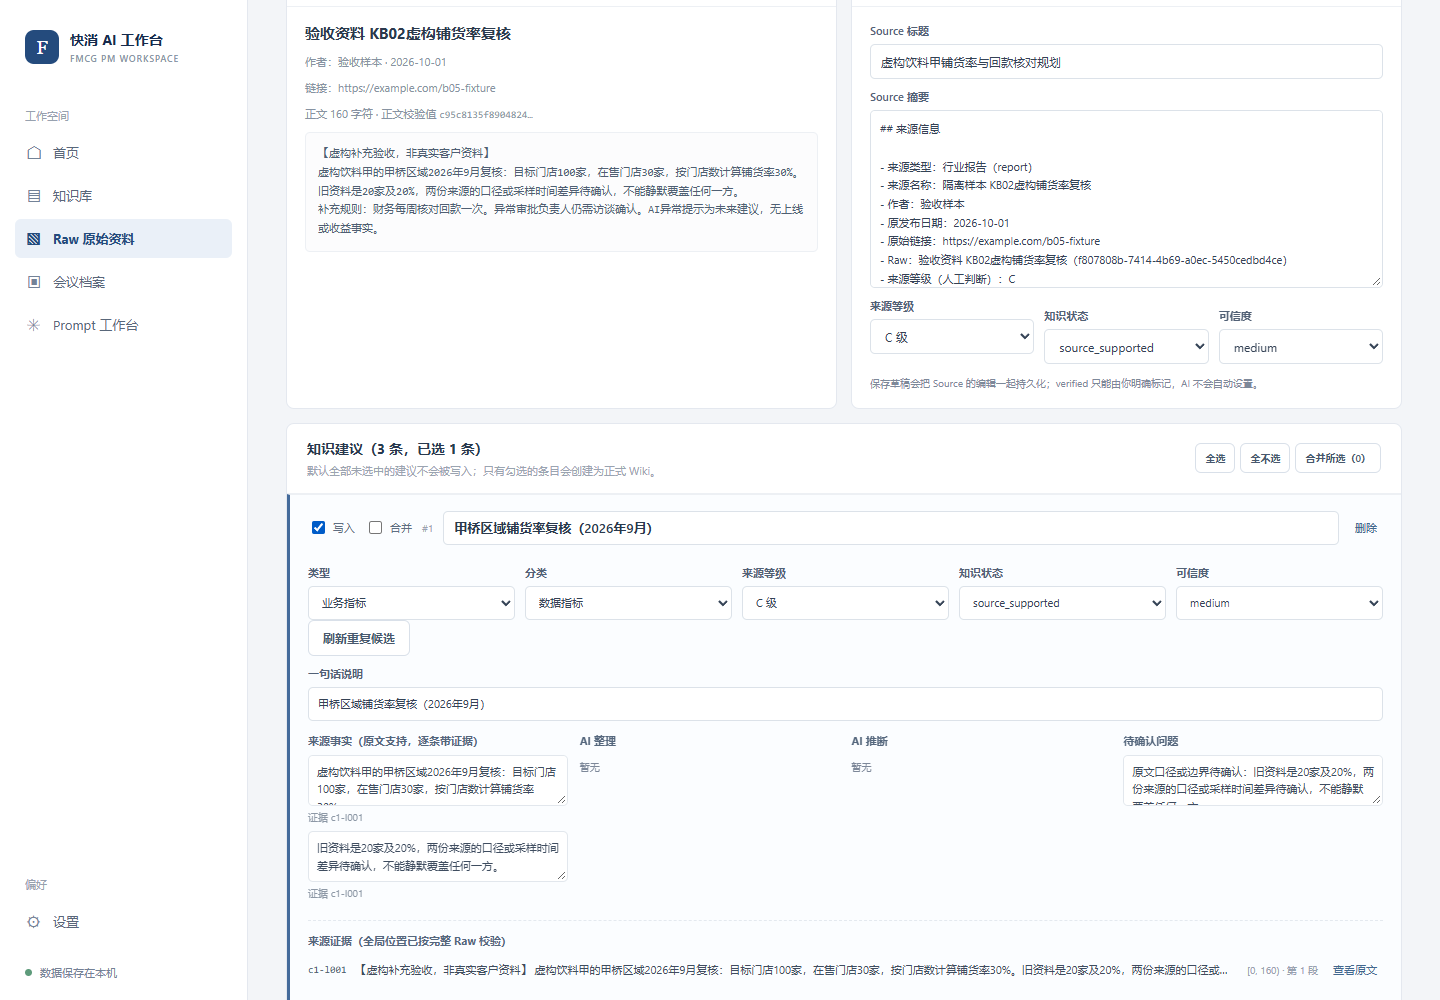 F
快消 AI 工作台
FMCG PM WORKSPACE
工作空间
首页
知识库
Raw 原始资料
会议档案
Prompt 工作台
偏好
设置
数据保存在本机
验收资料 KB02虚构铺货率复核
作者：验收样本 · 2026-10-01
链接：https://example.com/b05-fixture
正文 160 字符 · 正文校验值 c95c8135f8904824…
【虚构补充验收，非真实客户资料】
虚构饮料甲的甲桥区域2026年9月复核：目标门店100家，在售门店30家，按门店数计算铺货率30%。
旧资料是20家及20%，两份来源的口径或采样时间差异待确认，不能静默覆盖任何一方。
补充规则：财务每周核对回款一次。异常审批负责人仍需访谈确认。AI异常提示为未来建议，无上线
或收益事实。
Source 标题
虚构饮料甲铺货率与回款核对规划
Source 摘要
## 来源信息
- 来源类型：行业报告（report）
- 来源名称：隔离样本 KB02虚构铺货率复核
- 作者：验收样本
- 原发布日期：2026-10-01
- 原始链接：https://example.com/b05-fixture
- Raw：验收资料 KB02虚构铺货率复核（f807808b-7414-4b69-a0ec-5450cedbd4ce）
- 来源等级（人工判断）：C
来源等级
知识状态
可信度
C 级
source_supported
medium
保存草稿会把 Source 的编辑一起持久化；verified 只能由你明确标记，AI 不会自动设置。
知识建议（3 条，已选 1 条）
默认全部未选中的建议不会被写入；只有勾选的条目会创建为正式 Wiki。
全选
全不选
合并所选（0）
写入
合并
#1
甲桥区域铺货率复核（2026年9月）
删除
类型
分类
来源等级
知识状态
可信度
业务指标
数据指标
C 级
source_supported
medium
刷新重复候选
一句话说明
甲桥区域铺货率复核（2026年9月）
来源事实（原文支持，逐条带证据）
AI 整理
AI 推断
待确认问题
虚构饮料甲的甲桥区域2026年9月复核：目标门店
100家，在售门店30家，按门店数计算铺货率
30%。
证据 c1-l001
旧资料是20家及20%，两份来源的口径或采样时间
差异待确认，不能静默覆盖任何一方。
证据 c1-l001
暂无
暂无
原文口径或边界待确认：旧资料是20家及20%，两
份来源的口径或采样时间差异待确认，不能静默
覆盖任何一方。
来源证据（全局位置已按完整 Raw 校验）
c1-l001 【虚构补充验收，非真实客户资料】 虚构饮料甲的甲桥区域2026年9月复核：目标门店100家，在售门店30家，按门店数计算铺货率30%。旧资料是20家及20%，两份来源的口径或... [0, 160) · 第 1 段 查看原文